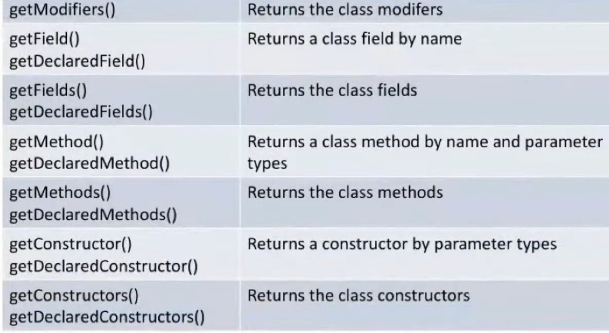 getModifiers() Returns the class modifers
getField() Returns a class field by name
getDeclaredField()
getFields() Returns the class fields
getDeclaredFields()
getMethod() Returns a class method by name and parameter
getDeclaredMethod() types
getMethods() Returns the class methods
getDeclaredMethods()
getConstructor() Returns a constructor by parameter types
getDeclaredConstructor()
getConstructors() Returns the class constructors
getDeclaredConstructors()